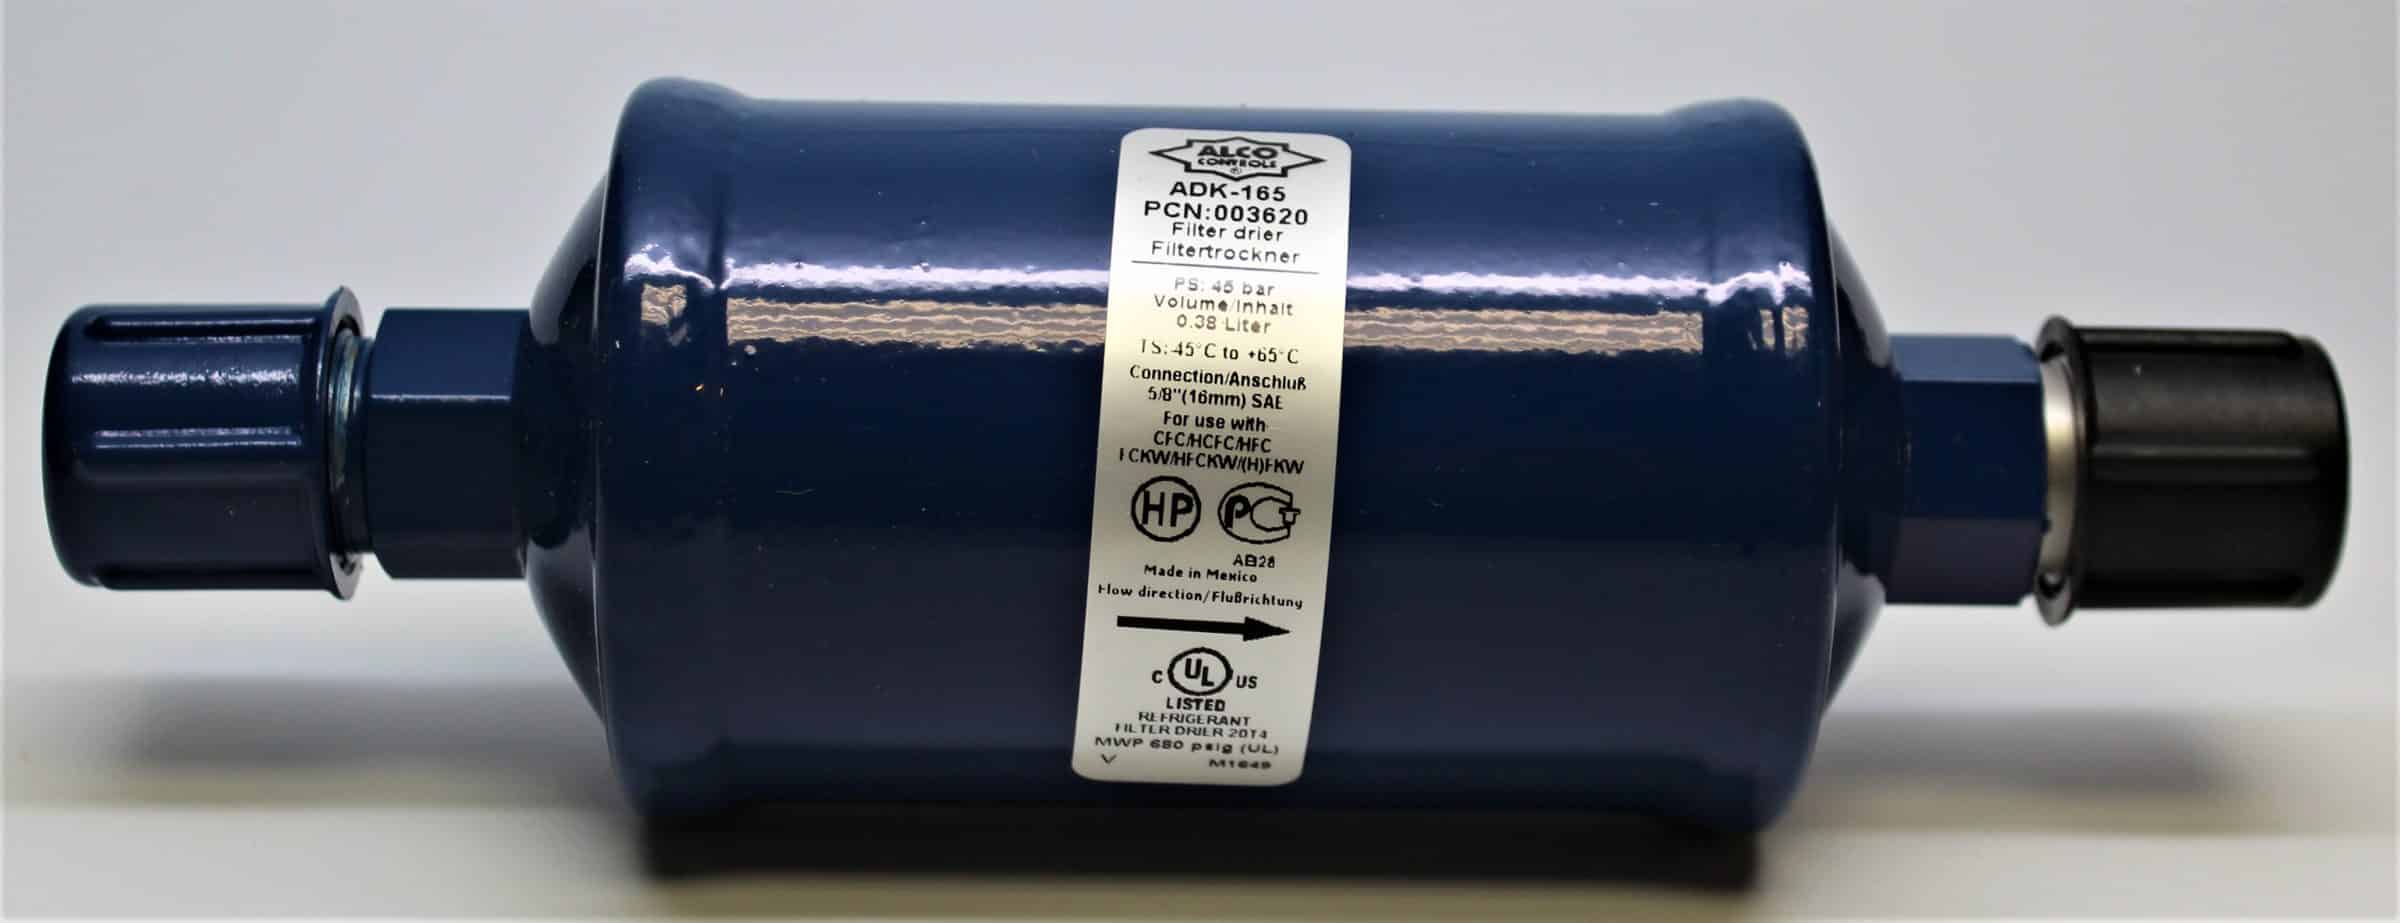 ALCO
CONTROLS
®
ADK-165
PCN:003620
Filter drier
Filtertrockner
PS: 45 bar
Volume/Inhalt
0.38 Liter
TS:-45°C to +65°C
Connection/Anschluß
5/8"(16mm) SAE
For use with
CFC/HCFC/HFC
FCKW/HFCKW/(H)FKW
HP PCT
AB28
Made in Mexico
Flow direction/Flußrichtung
C UL US
LISTED
REFRIGERANT
FILTER DRIER 20T4
MWP 680 psig (UL)
V M1649